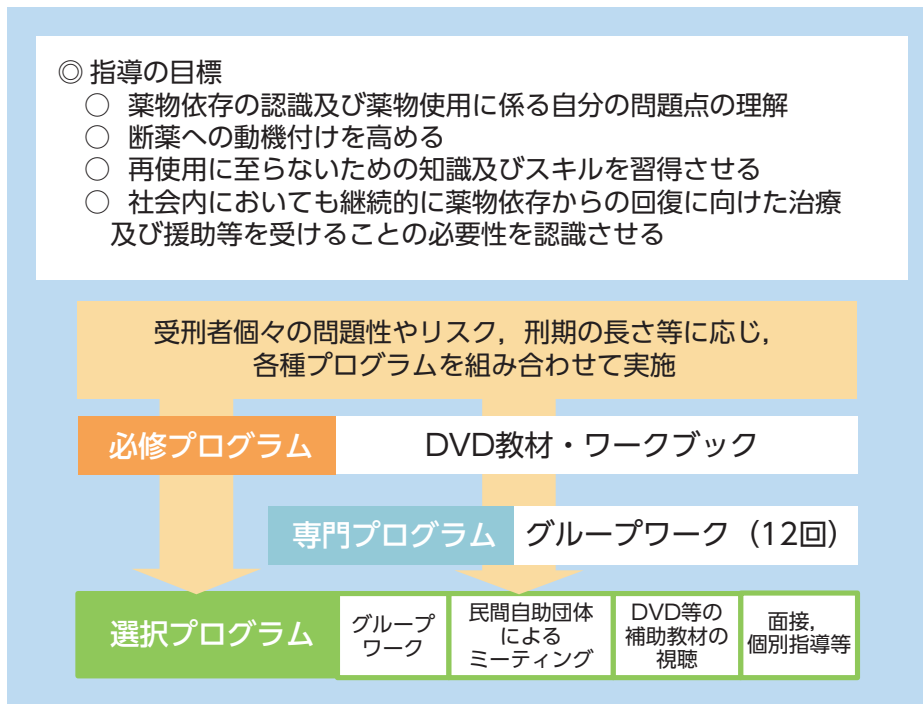 ◎ 指導の目標
○ 薬物依存の認識及び薬物使用に係る自分の問題点の理解
○ 断薬への動機付けを高める
○ 再使用に至らないための知識及びスキルを習得させる
○ 社会内においても継続的に薬物依存からの回復に向けた治療
及び援助等を受けることの必要性を認識させる
受刑者個々の問題性やリスク，刑期の長さ等に応じ，
各種プログラムを組み合わせて実施
必修プログラム
DVD教材・ワークブック
専門プログラム
グループワーク（12回）
選択プログラム
グループ
ワーク
民間自助団体
による
ミーティング
DVD等の
補助教材の
視聴
面接，
個別指導等